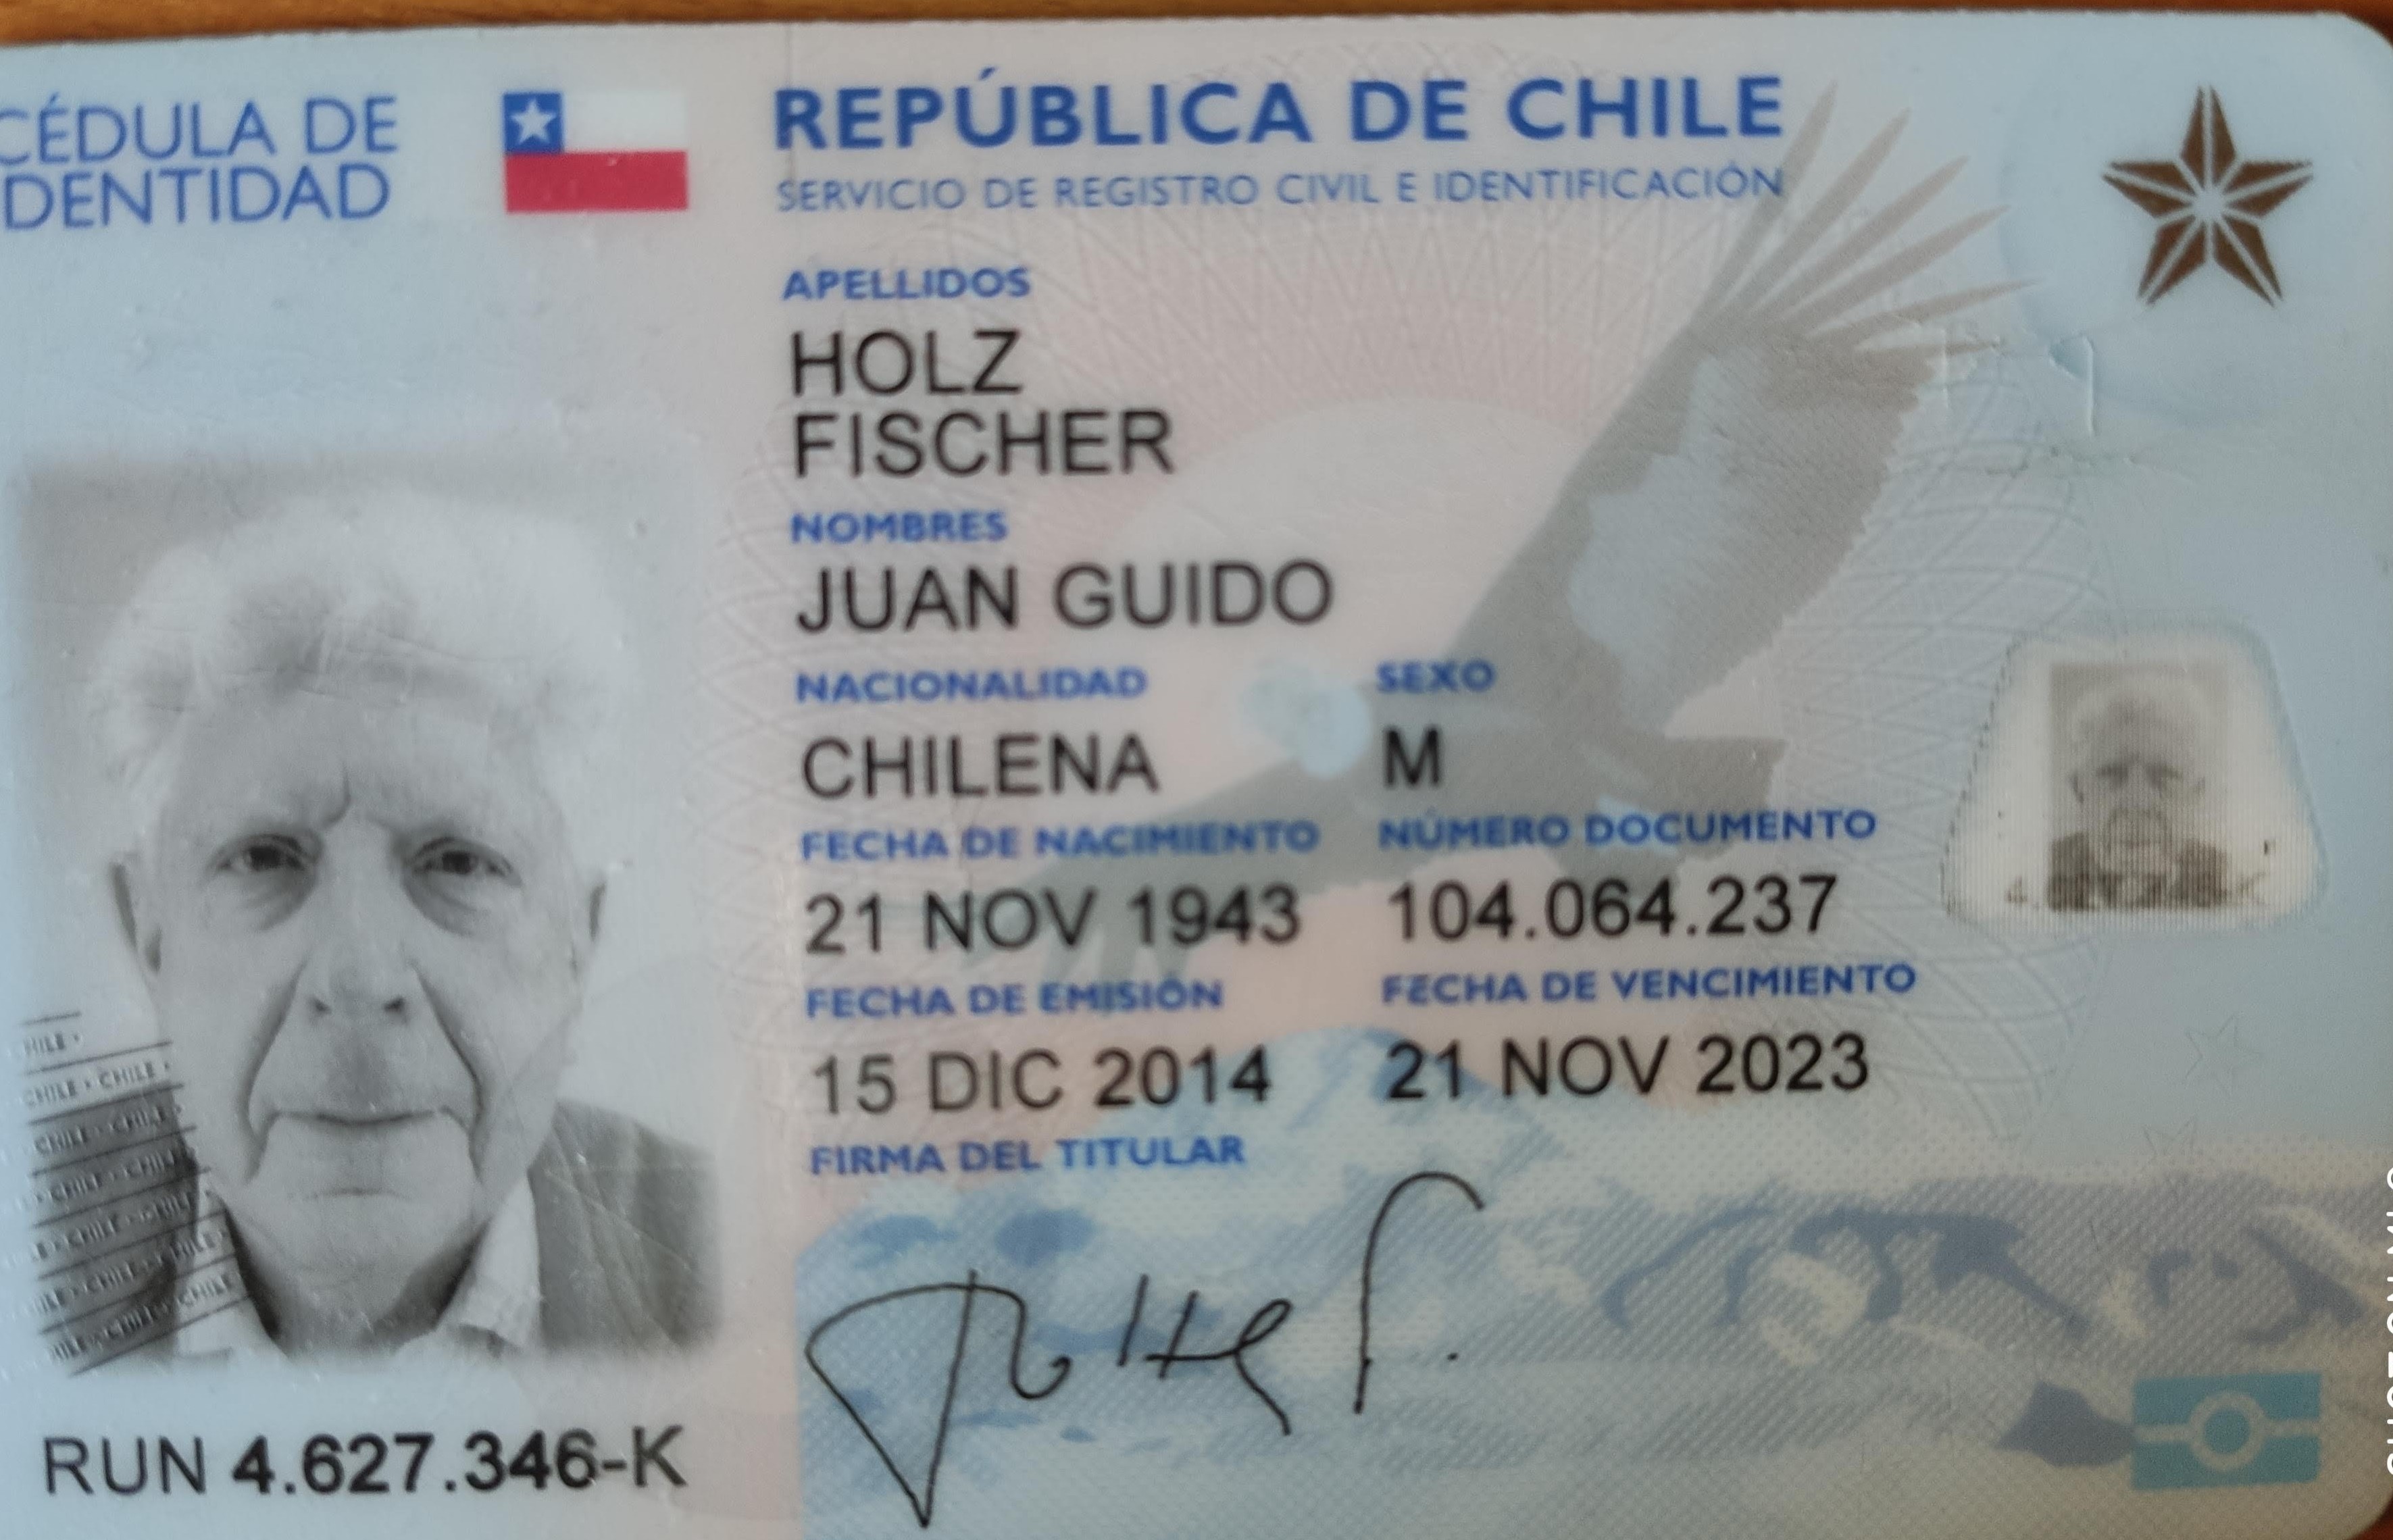 CÉDULA DE
IDENTIDAD
REPÚBLICA DE CHILE
SERVICIO DE REGISTRO CIVIL E IDENTIFICACIÓN
APELLIDOS
HOLZ
FISCHER
NOMBRES
JUAN GUIDO
NACIONALIDAD SEXO
CHILENA M
FECHA DE NACIMIENTO NÚMERO DOCUMENTO
21 NOV 1943 104.064.237
FECHA DE EMISIÓN FECHA DE VENCIMIENTO
15 DIC 2014 21 NOV 2023
FIRMA DEL TITULAR
CHILE • CHILE •
RUN 4.627.346-K